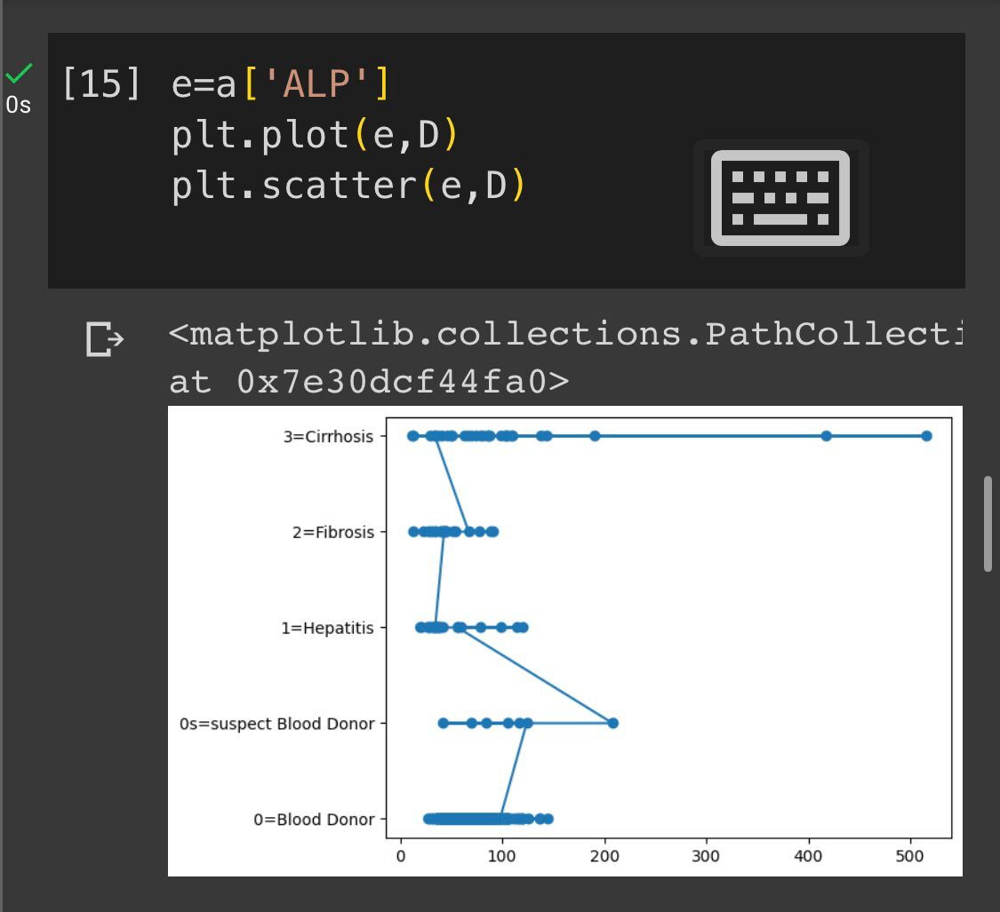 [15] e=a['ALP']
0s
plt.plot(e,D)
plt.scatter(e,D)
<matplotlib.collections.PathCollecti
at 0x7e30dcf44fa0>
3=Cirrhosis
2=Fibrosis
1=Hepatitis
0s=suspect Blood Donor
0=Blood Donor
0 100 200 300 400 500